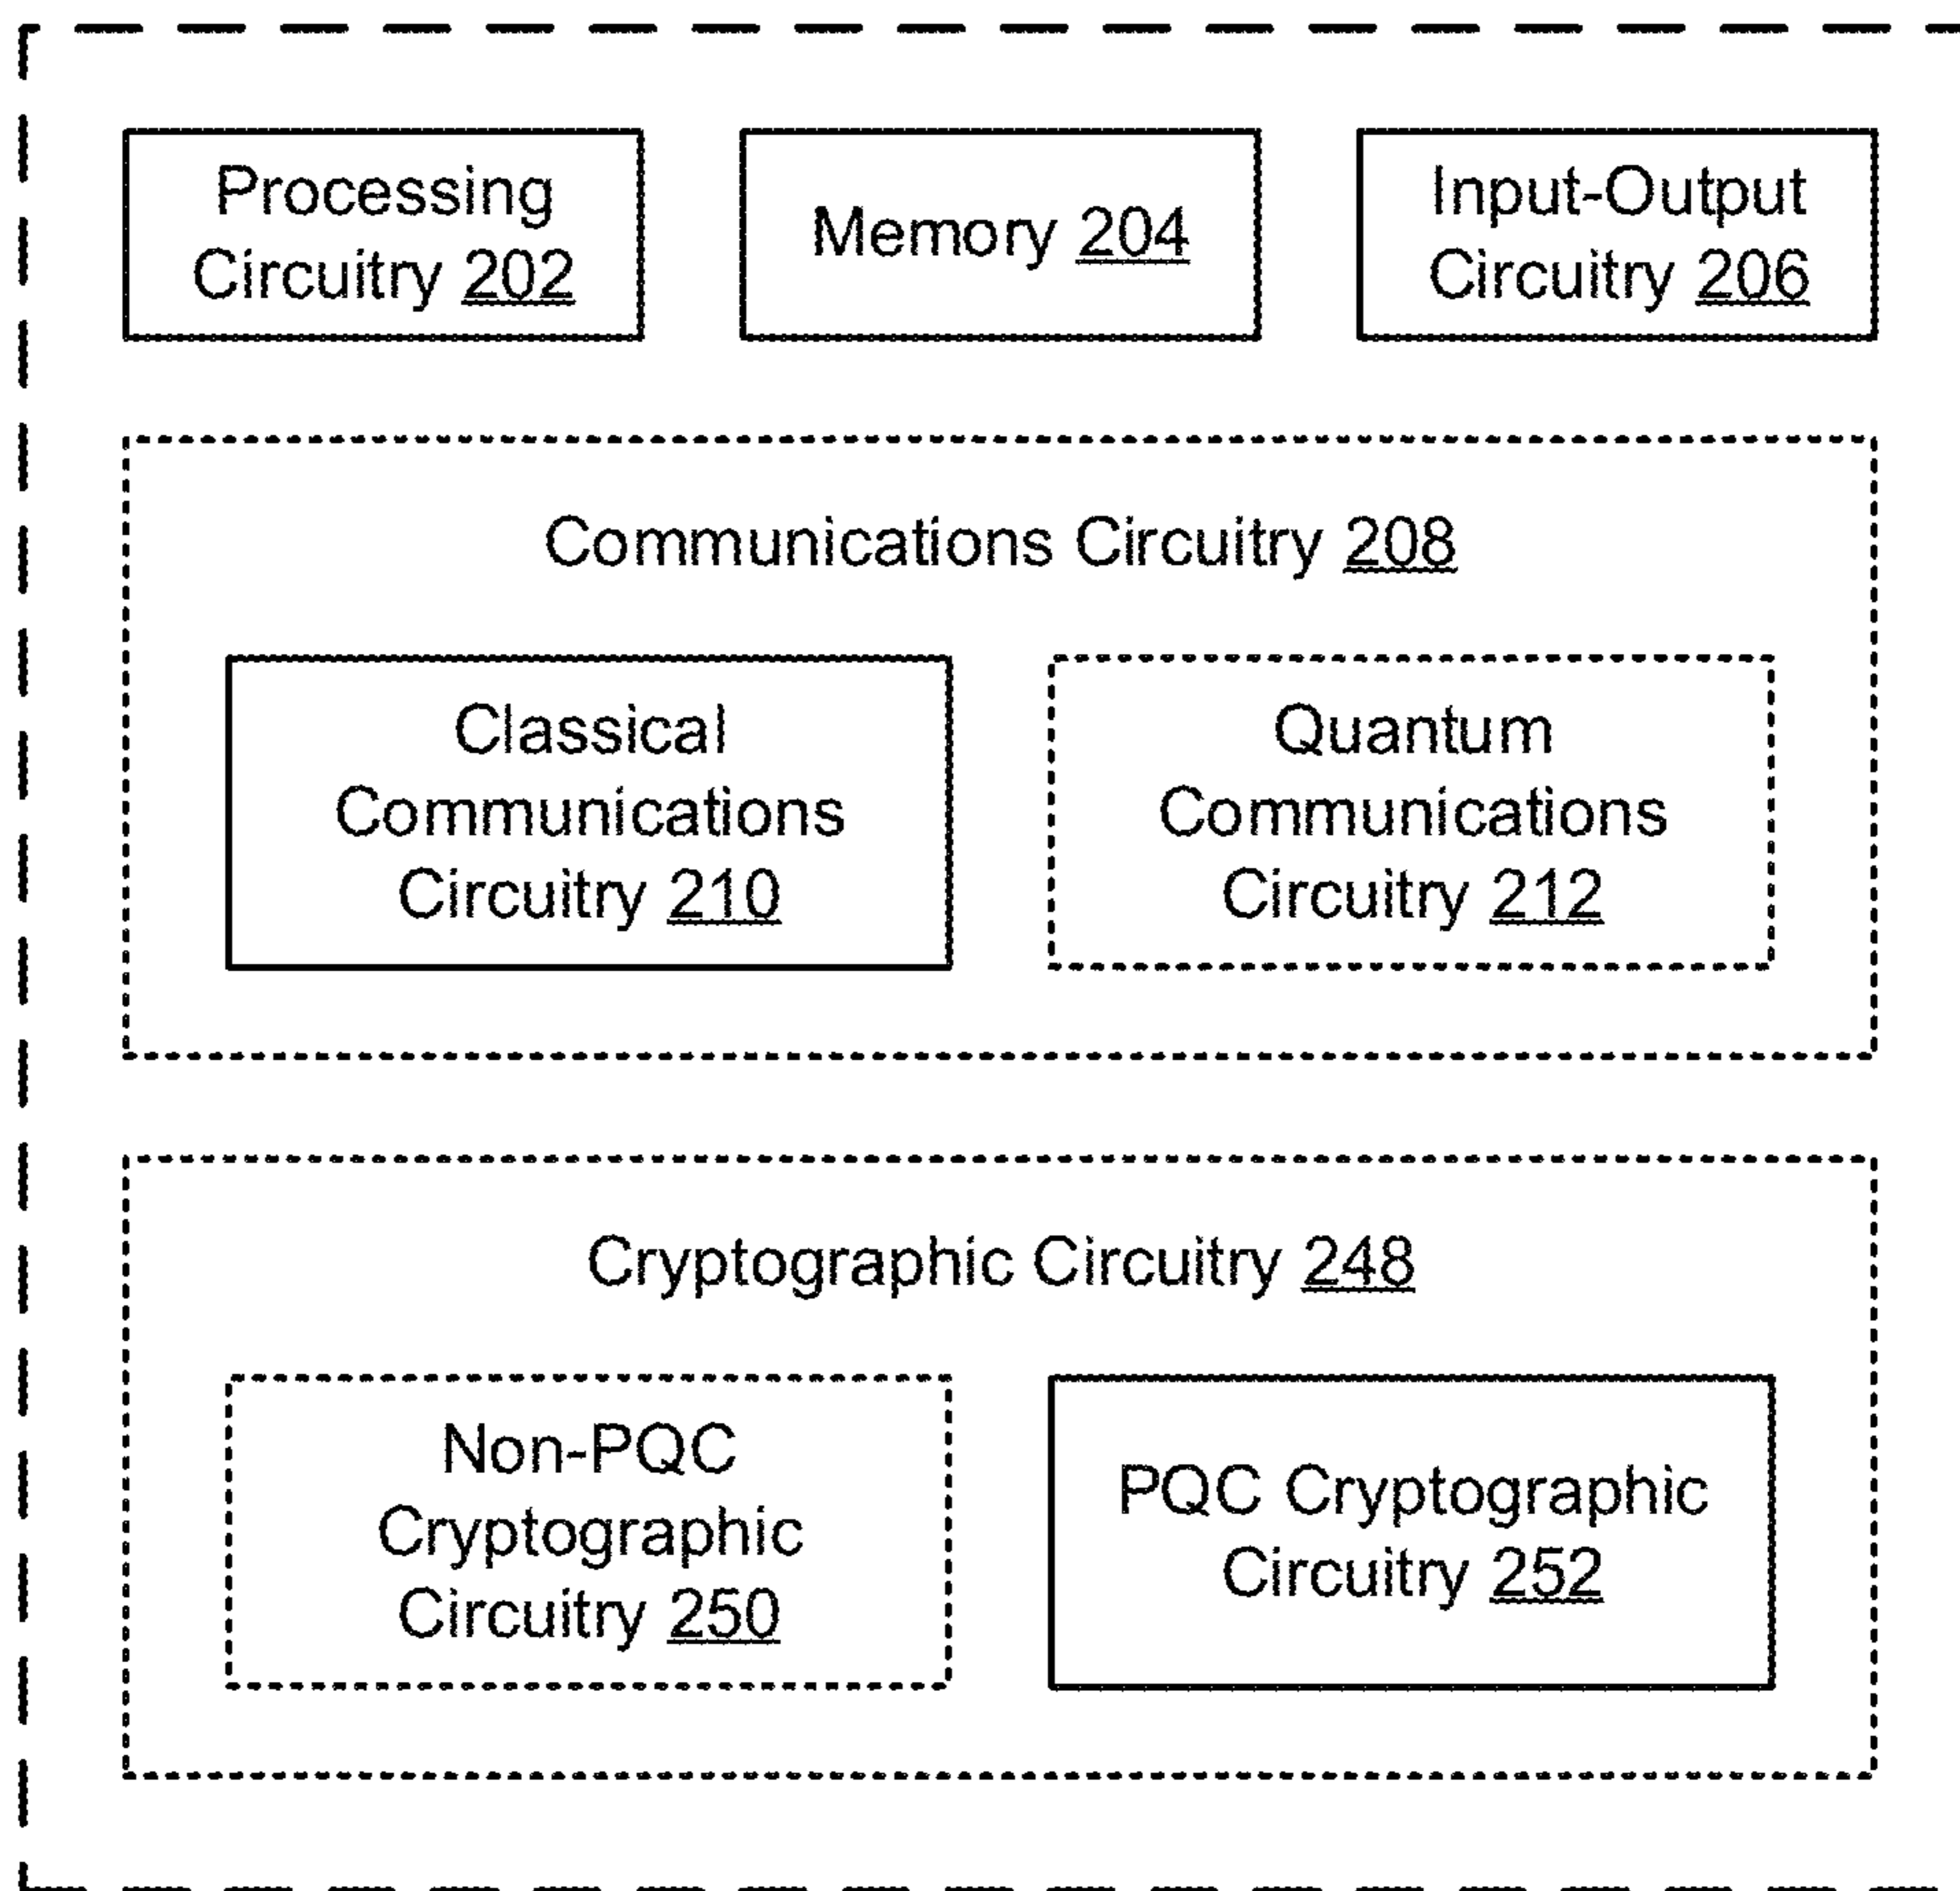 Processing
Circuitry 202
Memory 204
Input-Output
Circuitry 206
Communications Circuitry 208
Classical
Communications
Circuitry 210
Quantum
Communications
Circuitry 212
Cryptographic Circuitry 248
Non-PQC
Cryptographic
Circuitry 250
PQC Cryptographic
Circuitry 252